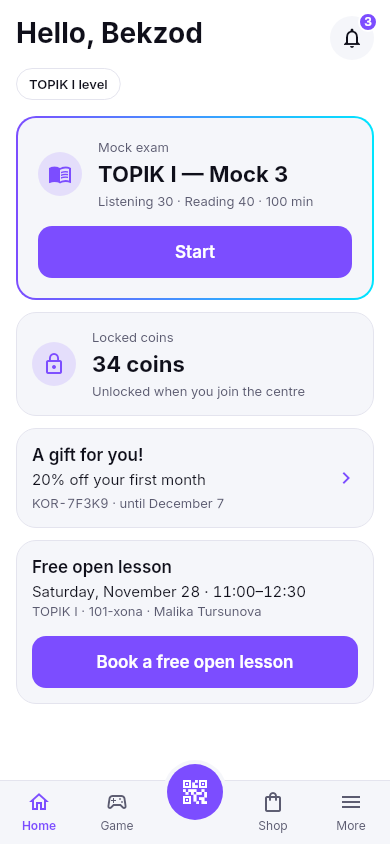 Hello, Bekzod
3
TOPIK I level
Mock exam
TOPIK I — Mock 3
Listening 30 · Reading 40 · 100 min
Start
Locked coins
34 coins
Unlocked when you join the centre
A gift for you!
20% off your first month
KOR-7F3K9 · until December 7
Free open lesson
Saturday, November 28 · 11:00–12:30
TOPIK I · 101-xona · Malika Tursunova
Book a free open lesson
Home
Game
Shop
More